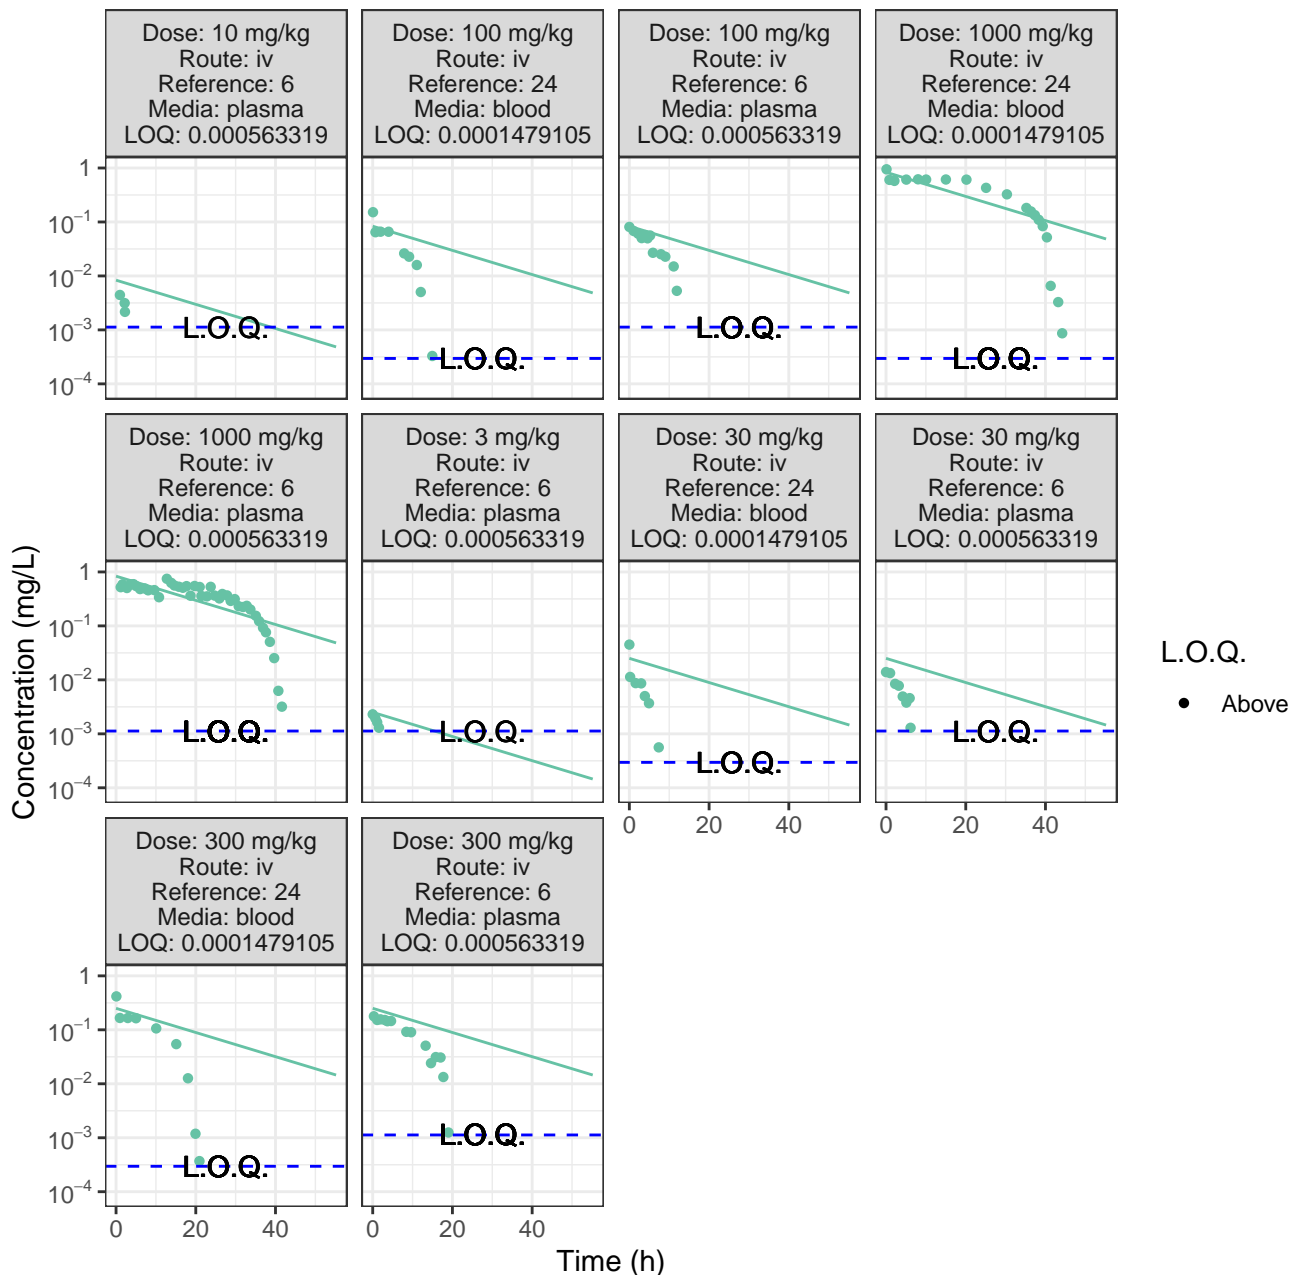 Dose: 10 mg/kg
Route: iv
Reference: 6
Media: plasma
LOQ: 0.000563319
Dose: 100 mg/kg
Route: iv
Reference: 24
Media: blood
LOQ: 0.0001479105
Dose: 100 mg/kg
Route: iv
Reference: 6
Media: plasma
LOQ: 0.000563319
Dose: 1000 mg/kg
Route: iv
Reference: 24
Media: blood
LOQ: 0.0001479105
1
10⁻¹
10⁻²
10⁻³
10⁻⁴
L.O.Q.
L.O.Q.
L.O.Q.
L.O.Q.
Dose: 1000 mg/kg
Route: iv
Reference: 6
Media: plasma
LOQ: 0.000563319
Dose: 3 mg/kg
Route: iv
Reference: 6
Media: plasma
LOQ: 0.000563319
Dose: 30 mg/kg
Route: iv
Reference: 24
Media: blood
LOQ: 0.0001479105
Dose: 30 mg/kg
Route: iv
Reference: 6
Media: plasma
LOQ: 0.000563319
Concentration (mg/L)
1
10⁻¹
10⁻²
10⁻³
10⁻⁴
L.O.Q.
L.O.Q.
L.O.Q.
L.O.Q.
0 20 40
0 20 40
L.O.Q.
Above
Dose: 300 mg/kg
Route: iv
Reference: 24
Media: blood
LOQ: 0.0001479105
Dose: 300 mg/kg
Route: iv
Reference: 6
Media: plasma
LOQ: 0.000563319
1
10⁻¹
10⁻²
10⁻³
10⁻⁴
L.O.Q.
L.O.Q.
0 20 40
0 20 40
Time (h)